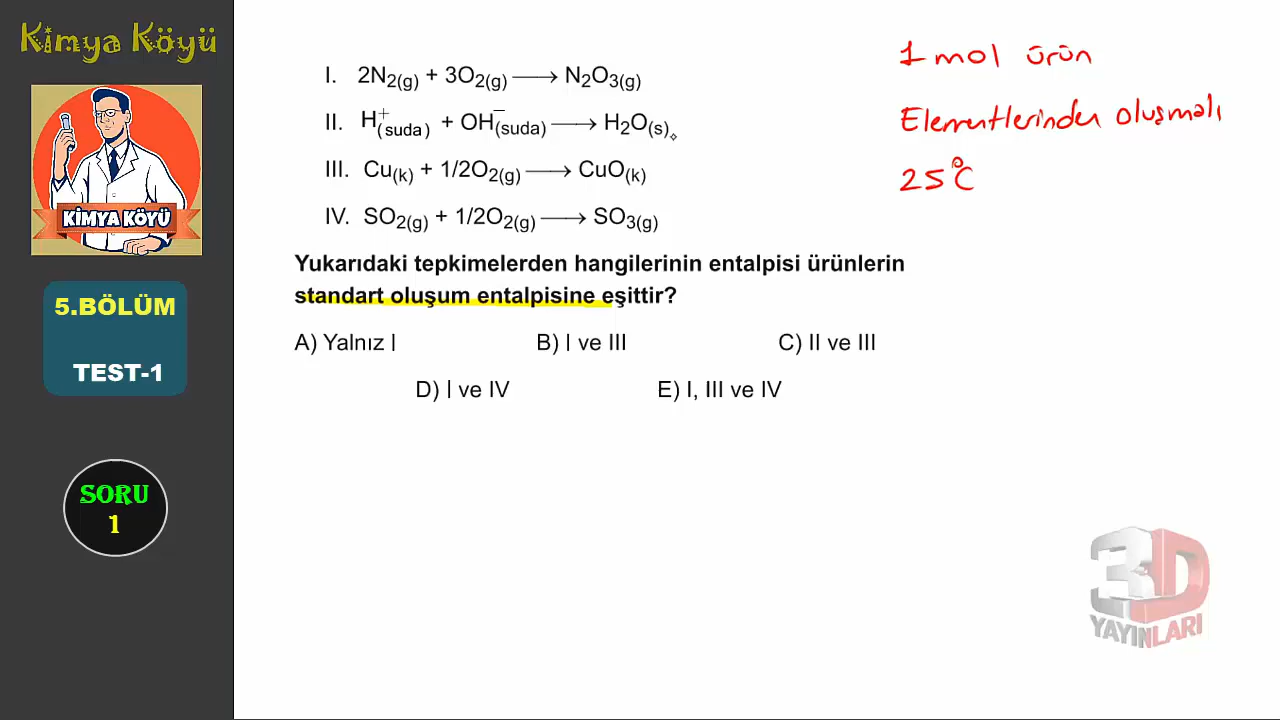 Kimya Köyü
KİMYA KÖYÜ
5.BÖLÜM
TEST-1
SORU
1
I. 2N2(g) + 3O2(g) ⟶ N2O3(g)
II. H+(suda) + OH−(suda) ⟶ H2O(s)
III. Cu(k) + 1/2O2(g) ⟶ CuO(k)
IV. SO2(g) + 1/2O2(g) ⟶ SO3(g)
Yukarıdaki tepkimelerden hangilerinin entalpisi ürünlerin
standart oluşum entalpisine eşittir?
A) Yalnız I B) I ve III C) II ve III
D) I ve IV E) I, III ve IV
1 mol ürün
Elementlerinden oluşmalı
25°C
3D
YAYINLARI